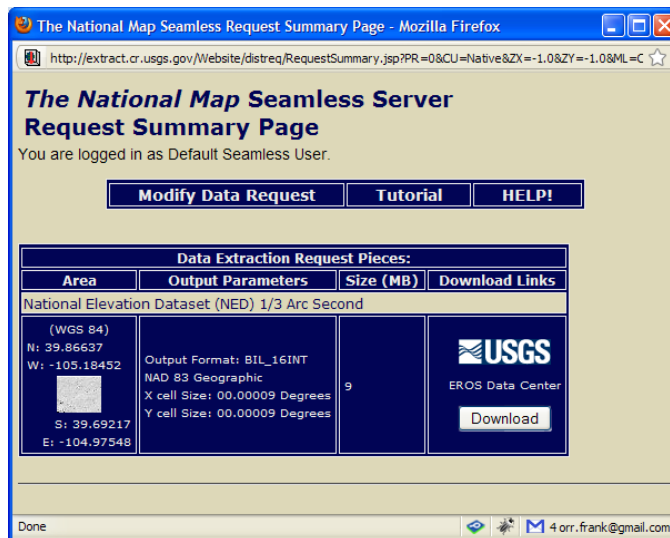 The National Map Seamless Request Summary Page - Mozilla Firefox
http://extract.cr.usgs.gov/Website/distreq/RequestSummary.jsp?PR=0&CU=Native&ZX=-1.0&ZY=-1.0&ML=C
The National Map Seamless Server
Request Summary Page
You are logged in as Default Seamless User.
Modify Data Request Tutorial HELP!
Data Extraction Request Pieces:
Area Output Parameters Size (MB) Download Links
National Elevation Dataset (NED) 1/3 Arc Second
(WGS 84)
N: 39.86637
W: -105.18452
S: 39.69217
E: -104.97548
Output Format: BIL_16INT
NAD 83 Geographic
X cell Size: 00.00009 Degrees
Y cell Size: 00.00009 Degrees
9
USGS
EROS Data Center
Download
Done
4 orr.frank@gmail.com